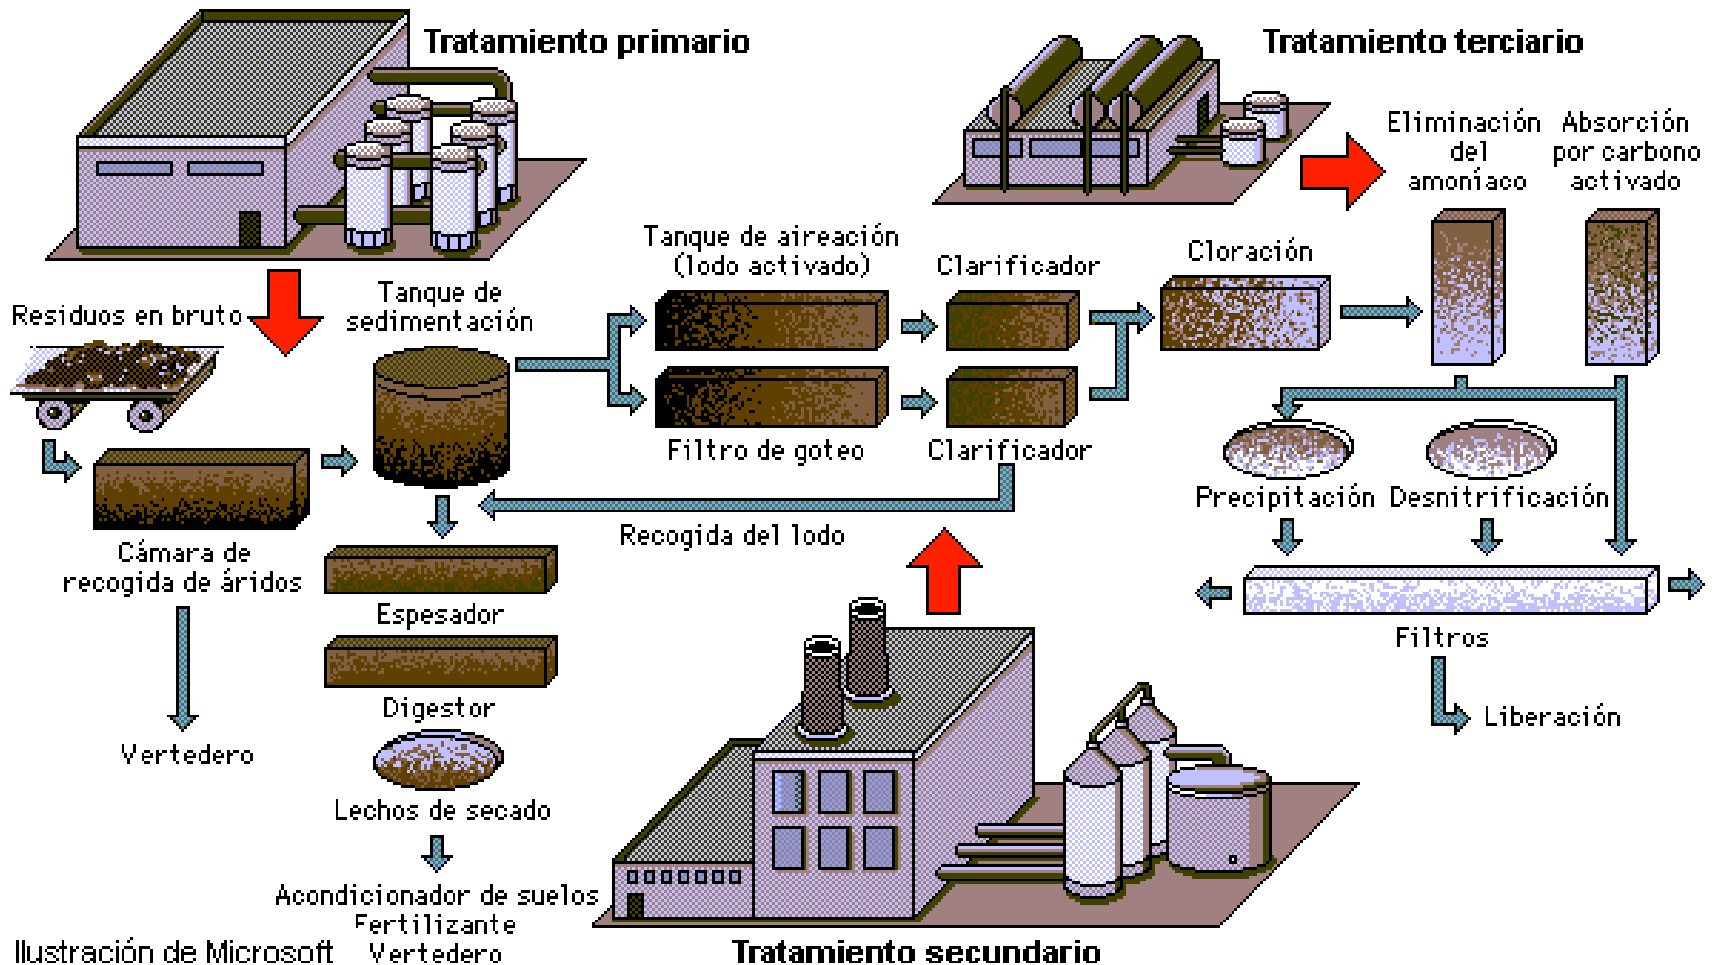 Tratamiento primario
Tratamiento terciario
Eliminación
del
amoníaco
Absorción
por carbono
activado
Tanque de aireación
(lodo activado)
Clarificador
Cloración
Residuos en bruto
Tanque de
sedimentación
Filtro de goteo
Clarificador
Precipitación
Desnitrificación
Recogida del lodo
Cámara de
recogida de áridos
Espesador
Filtros
Digestor
Liberación
Vertedero
Lechos de secado
Acondicionador de suelos
Fertilizante
Vertedero
Ilustración de Microsoft
Tratamiento secundario